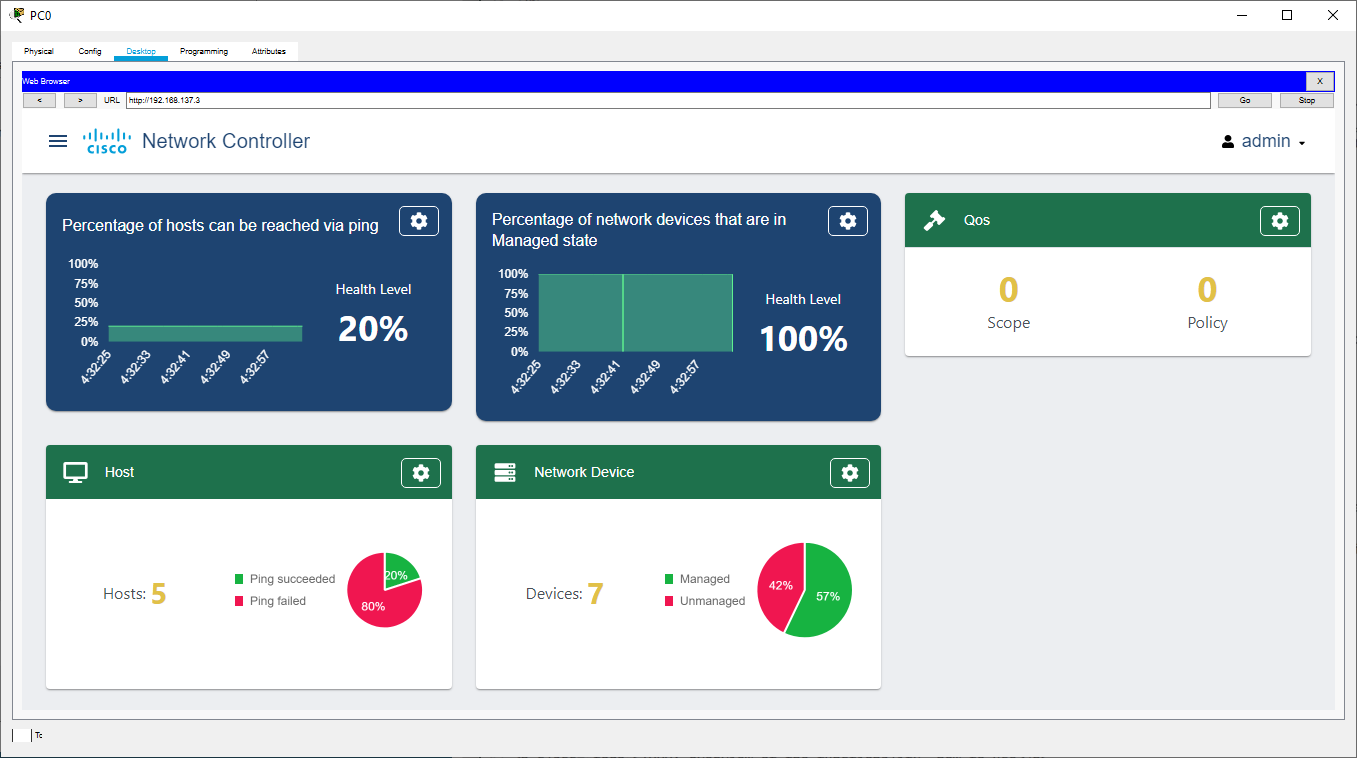 PC0
Physical Config Desktop Programming Attributes
Web Browser X
< > URL http://192.168.137.3 Go Stop
CISCO Network Controller admin
Percentage of hosts can be reached via ping
100%
75%
50%
25%
0%
4:32:25 4:32:33 4:32:41 4:32:49 4:32:57
Health Level
20%
Percentage of network devices that are in
Managed state
100%
75%
50%
25%
0%
4:32:25 4:32:33 4:32:41 4:32:49 4:32:57
Health Level
100%
Qos
0 0
Scope Policy
Host
Hosts: 5
Ping succeeded
Ping failed
20%
80%
Network Device
Devices: 7
Managed
Unmanaged
42%
57%